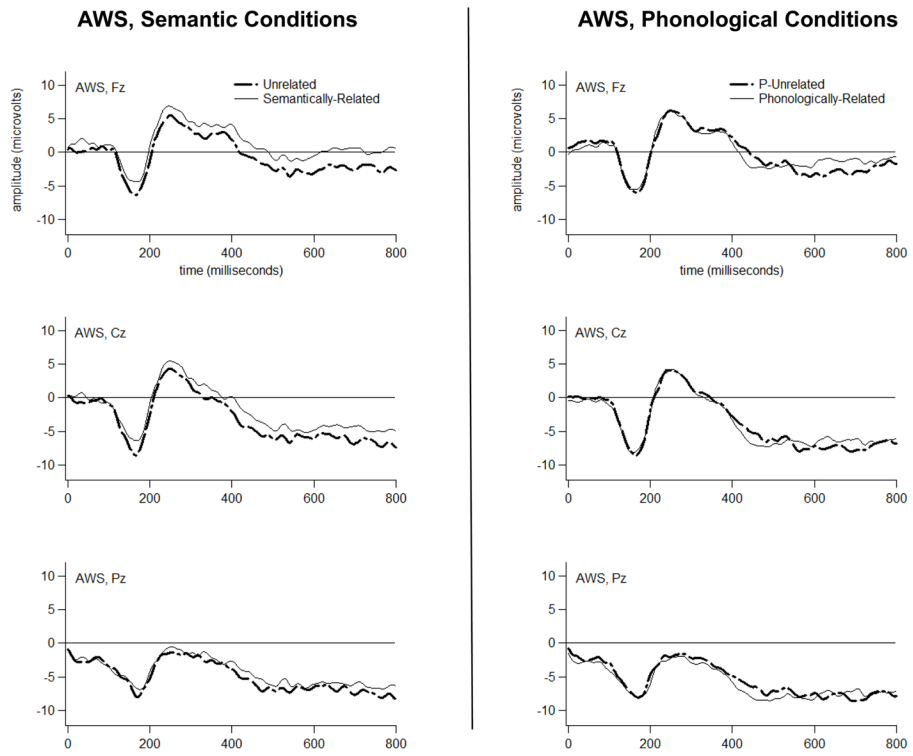 AWS, Semantic Conditions
AWS, Fz
Unrelated
Semantically-Related
amplitude (microvolts)
10
5
0
-5
-10
0 200 400 600 800
time (milliseconds)
AWS, Cz
10
5
0
-5
-10
0 200 400 600 800
AWS, Pz
10
5
0
-5
-10
0 200 400 600 800
AWS, Phonological Conditions
AWS, Fz
P-Unrelated
Phonologically-Related
amplitude (microvolts)
10
5
0
-5
-10
0 200 400 600 800
time (milliseconds)
AWS, Cz
10
5
0
-5
-10
0 200 400 600 800
AWS, Pz
10
5
0
-5
-10
0 200 400 600 800